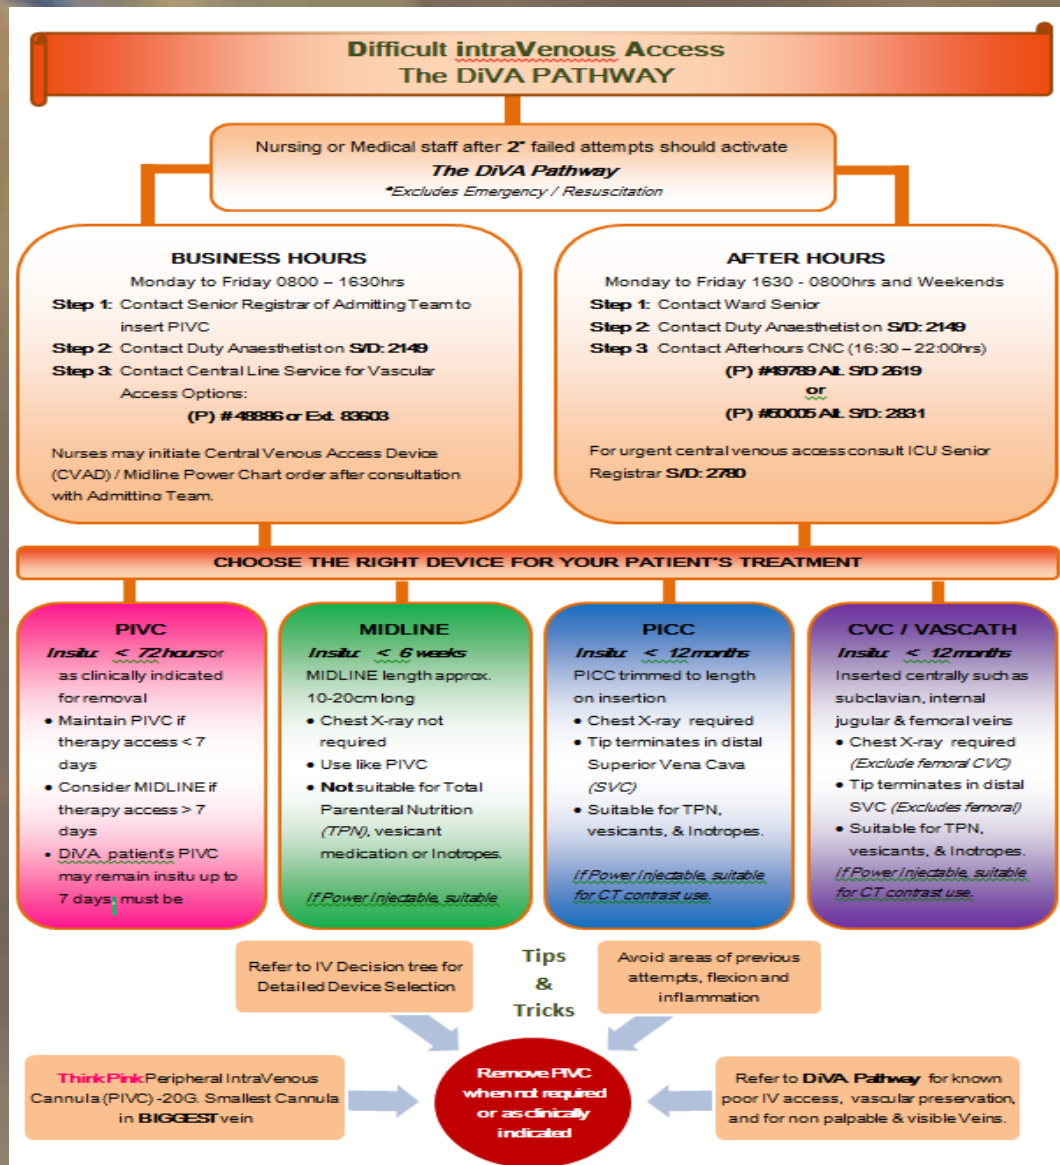 Difficult intraVenous Access
The DiVA PATHWAY
Nursing or Medical staff after 2* failed attempts should activate
The DiVA Pathway
*Excludes Emergency / Resuscitation
BUSINESS HOURS
Monday to Friday 0800 – 1630hrs
Step 1: Contact Senior Registrar of Admitting Team to
insert PIVC
Step 2: Contact Duty Anaesthetist on S/D: 2149
Step 3: Contact Central Line Service for Vascular
Access Options:
(P) # 48886 or Ext. 83603
Nurses may initiate Central Venous Access Device
(CVAD) / Midline Power Chart order after consultation
with Admitting Team.
AFTER HOURS
Monday to Friday 1630 - 0800hrs and Weekends
Step 1: Contact Ward Senior
Step 2: Contact Duty Anaesthetist on S/D: 2149
Step 3 Contact Afterhours CNC (16:30 – 22:00hrs)
(P) #49789 Alt. S/D 2619
or
(P) #50005 Alt. S/D: 2831
For urgent central venous access consult ICU Senior
Registrar S/D: 2780
CHOOSE THE RIGHT DEVICE FOR YOUR PATIENT'S TREATMENT
PIVC
Insitu: < 72 hours or
as clinically indicated
for removal
• Maintain PIVC if
therapy access < 7
days
• Consider MIDLINE if
therapy access > 7
days
• DiVA patient's PIVC
may remain insitu up to
7 days, must be
MIDLINE
Insitu: < 6 weeks
MIDLINE length approx.
10-20cm long
• Chest X-ray not
required
• Use like PIVC
• Not suitable for Total
Parenteral Nutrition
(TPN), vesicant
medication or Inotropes.
If Power Injectable, suitable
PICC
Insitu: < 12 months
PICC trimmed to length
on insertion
• Chest X-ray required
• Tip terminates in distal
Superior Vena Cava
(SVC)
• Suitable for TPN,
vesicants, & Inotropes.
If Power Injectable, suitable
for CT contrast use.
CVC / VASCATH
Insitu: < 12 months
Inserted centrally such as
subclavian, internal
jugular & femoral veins
• Chest X-ray required
(Exclude femoral CVC)
• Tip terminates in distal
SVC (Excludes femoral)
• Suitable for TPN,
vesicants, & Inotropes.
If Power Injectable, suitable
for CT contrast use.
Refer to IV Decision tree for
Detailed Device Selection
Tips
&
Tricks
Avoid areas of previous
attempts, flexion and
inflammation
Think Pink Peripheral IntraVenous
Cannula (PIVC) -20G. Smallest Cannula
in BIGGEST vein
Remove PIVC
when not required
or as clinically
indicated
Refer to DiVA Pathway for known
poor IV access, vascular preservation,
and for non palpable & visible Veins.